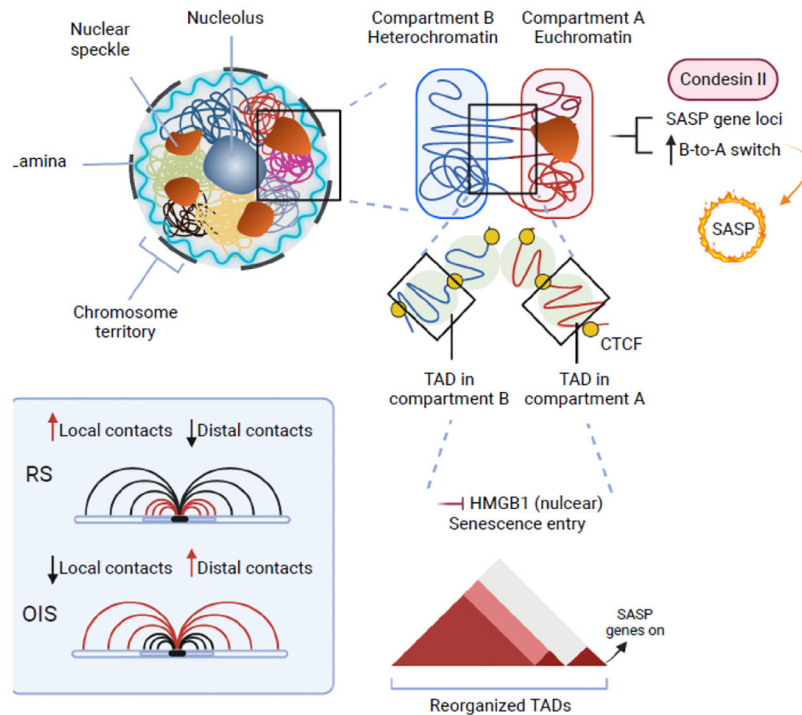 Nucleolus
Nuclear
speckle
Compartment B
Heterochromatin
Compartment A
Euchromatin
Condesin II
SASP gene loci
B-to-A switch
SASP
.amina
Chromosome
territory
CTCF
TAD in
compartment B
TAD in
compartment A
Local contacts
Distal contacts
RS
HMGB1 (nulcear)
Senescence entry
Local contacts
Distal contacts
OIS
SASP
genes on
Reorganized TADs